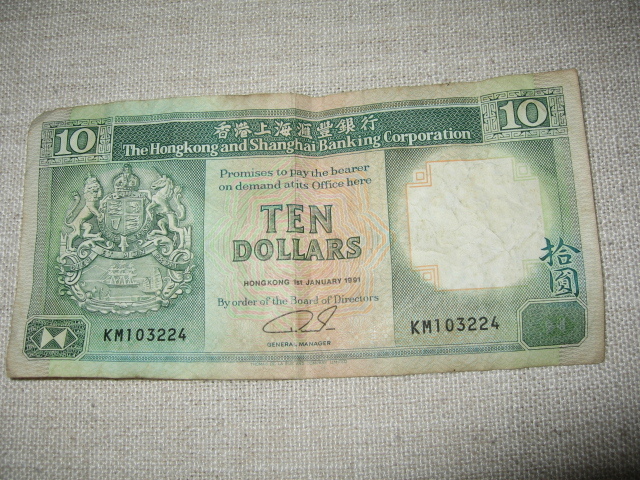 10
香港上海滙豐銀行
10
The Hongkong and Shanghai Banking Corporation
Promises to pay the bearer
on demand at its Office here
TEN
DOLLARS
拾圓
HONGKONG 1st JANUARY 1991
By order of the Board of Directors
KM103224
KM103224
GENERAL MANAGER